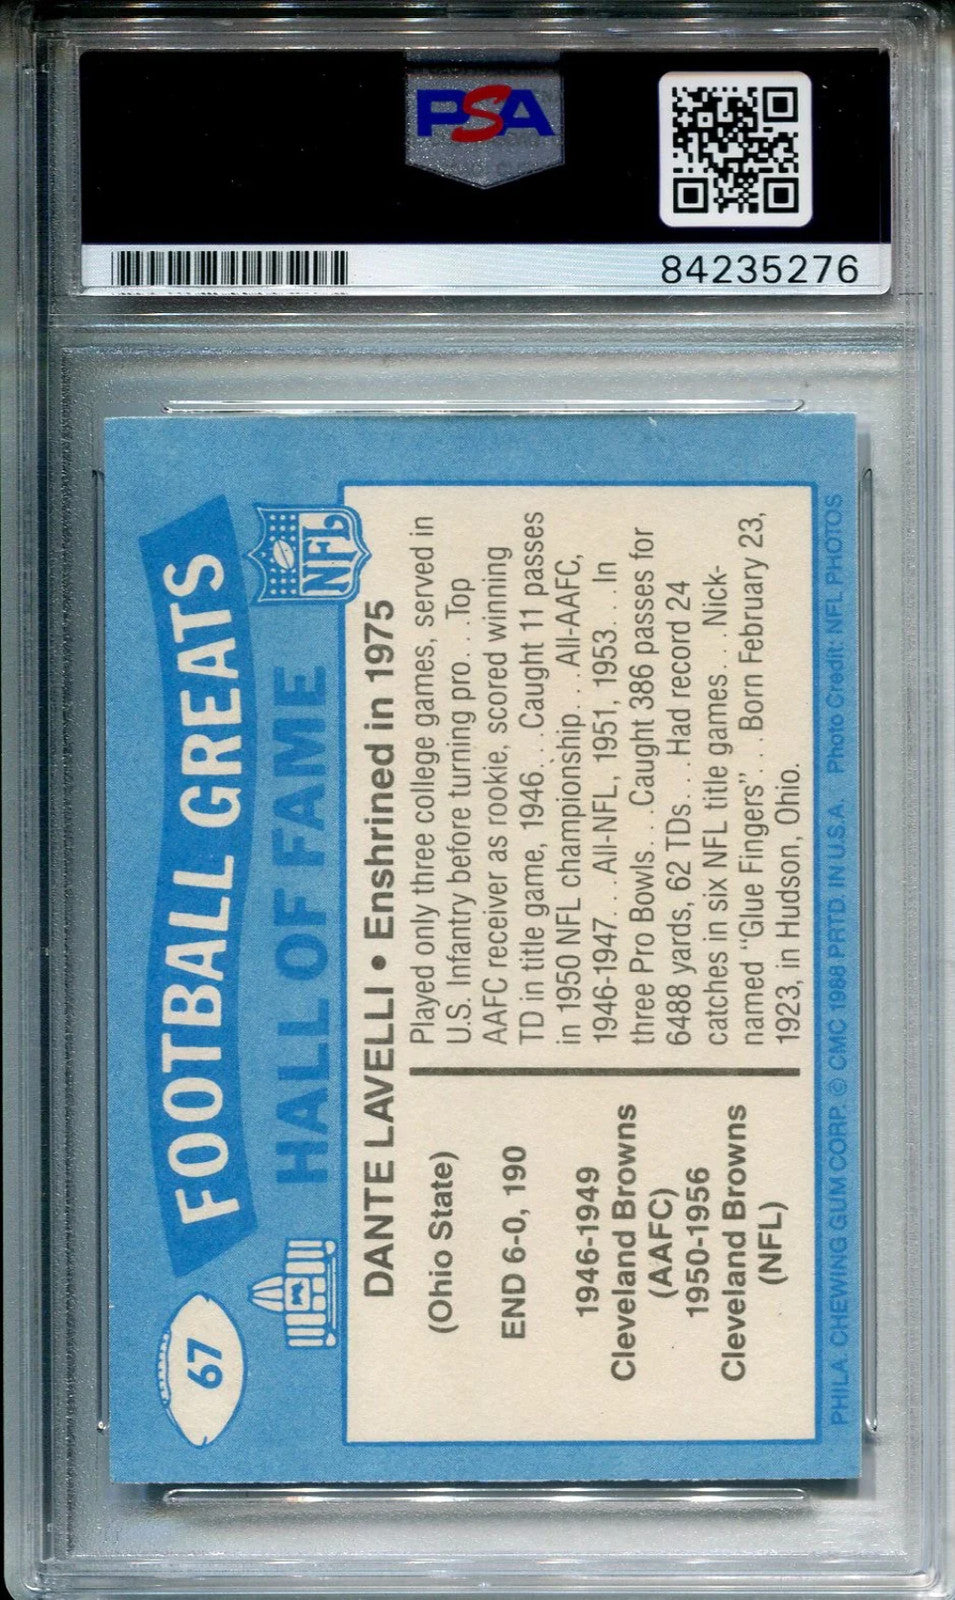 PSA
84235276
67
FOOTBALL GREATS
HALL OF FAME
NFL
DANTE LAVELLI • Enshrined in 1975
(Ohio State)
END 6-0, 190
1946-1949
Cleveland Browns
(AAFC)
1950-1956
Cleveland Browns
(NFL)
Played only three college games, served in
U.S. Infantry before turning pro...Top
AAFC receiver as rookie, scored winning
TD in title game, 1946...Caught 11 passes
in 1950 NFL championship...All-AAFC,
1946-1947...All-NFL, 1951, 1953...In
three Pro Bowls...Caught 386 passes for
6488 yards, 62 TDs...Had record 24
catches in six NFL title games...Nick-
named "Glue Fingers"...Born February 23,
1923, in Hudson, Ohio.
PHILA. CHEWING GUM CORP. © CMC 1988 PRTD. IN U.S.A. Photo Credit: NFL PHOTOS